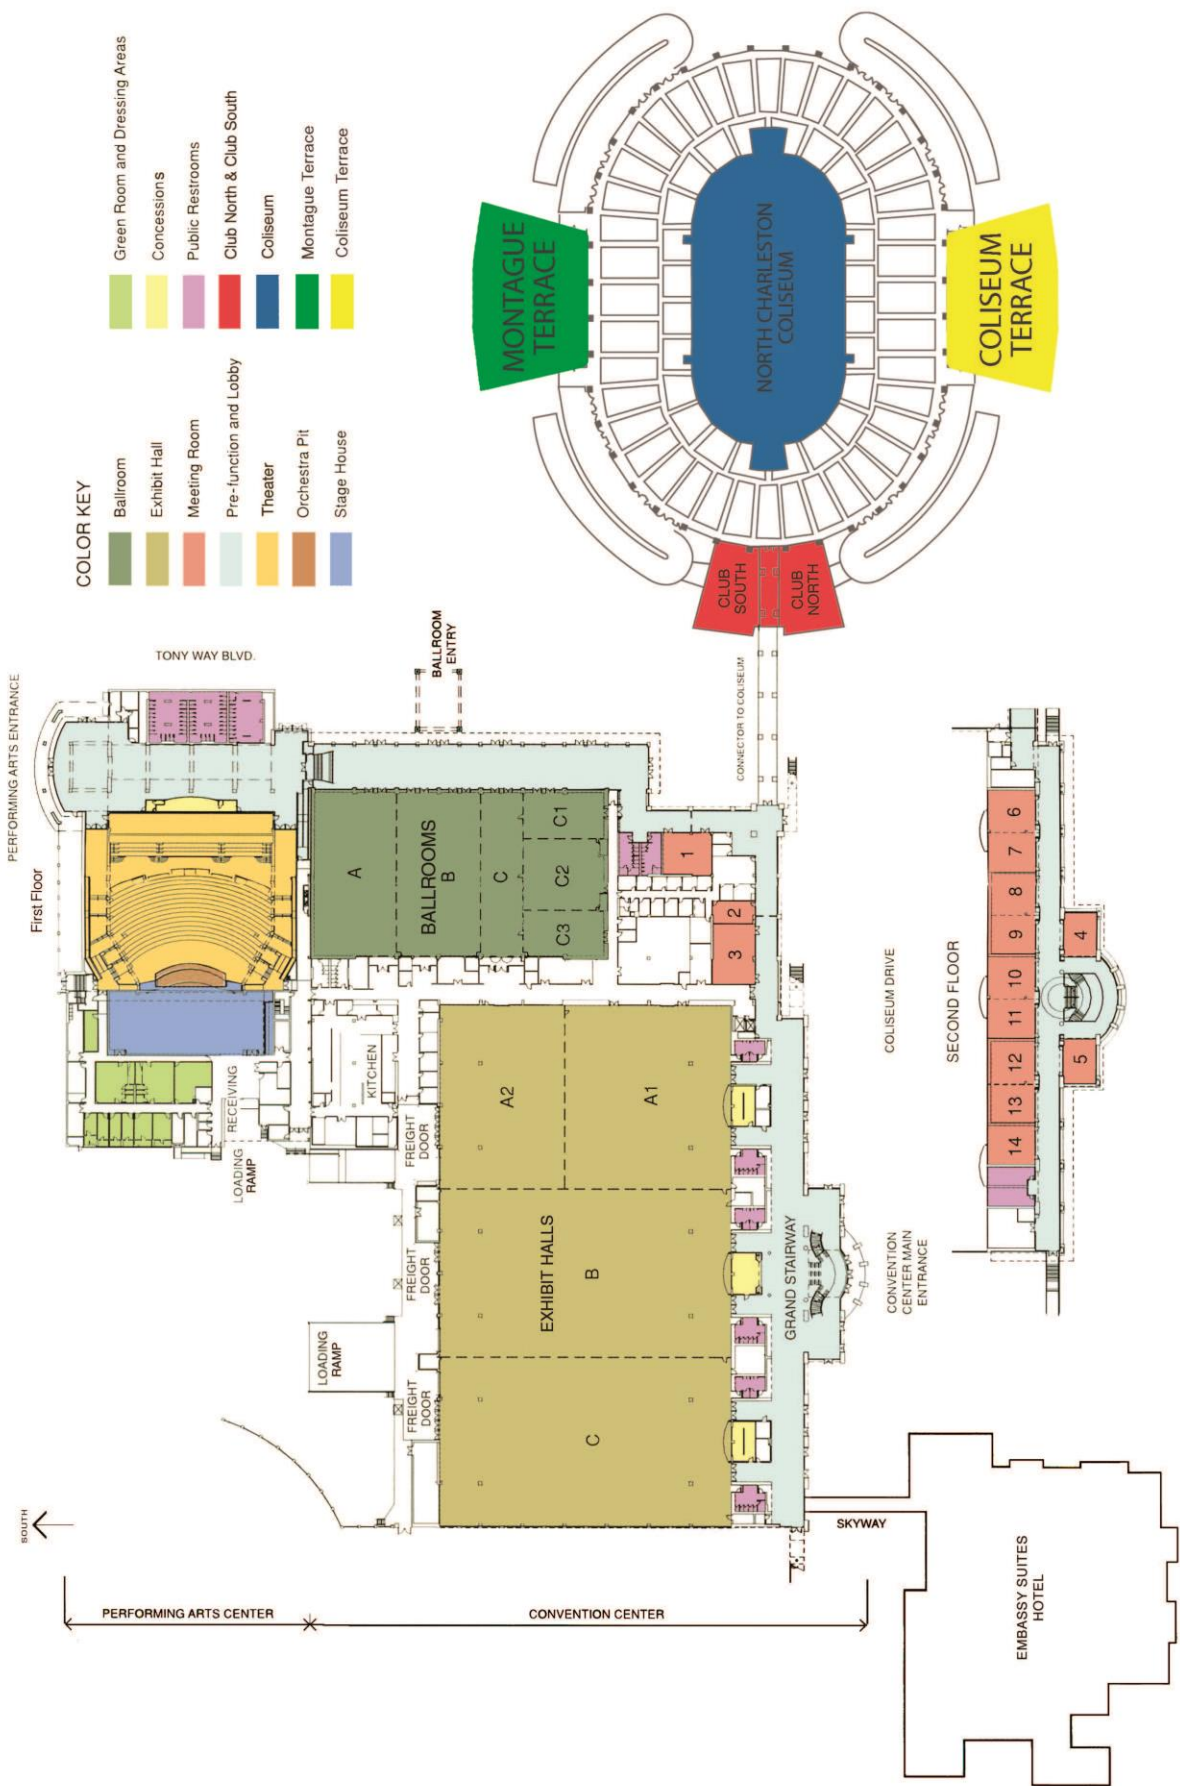 COLOR KEY
Ballroom
Exhibit Hall
Meeting Room
Pre-function and Lobby
Theater
Orchestra Pit
Stage House
Green Room and Dressing Areas
Concessions
Public Restrooms
Club North & Club South
Coliseum
Montague Terrace
Coliseum Terrace
PERFORMING ARTS ENTRANCE
First Floor
TONY WAY BLVD.
BALLROOM
ENTRY
MONTAGUE
TERRACE
NORTH CHARLESTON
COLISEUM
COLISEUM
TERRACE
CLUB
SOUTH
CLUB
NORTH
CONNECTOR TO COLISEUM
A
BALLROOMS
B
C
C1
C2
C3
1
2
3
RECEIVING
LOADING
RAMP
KITCHEN
FREIGHT
DOOR
FREIGHT
DOOR
LOADING
RAMP
FREIGHT
DOOR
A2
A1
EXHIBIT HALLS
B
C
GRAND STAIRWAY
CONVENTION
CENTER MAIN
ENTRANCE
COLISEUM DRIVE
SECOND FLOOR
6
7
8
9
10
11
12
13
14
4
5
SOUTH
PERFORMING ARTS CENTER
CONVENTION CENTER
SKYWAY
EMBASSY SUITES
HOTEL